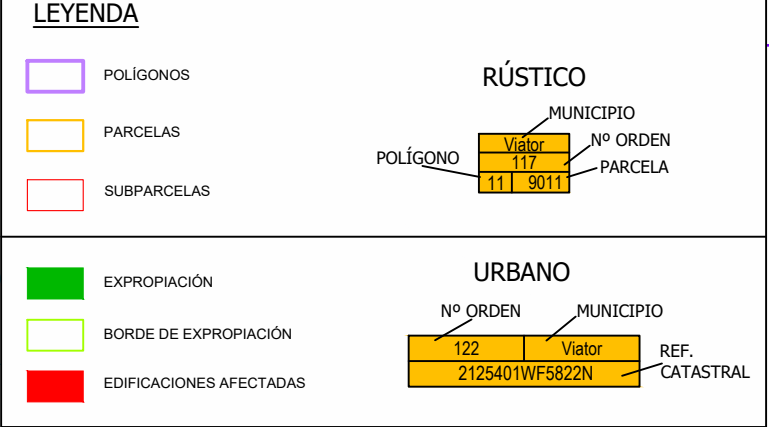 LEYENDA
POLÍGONOS
PARCELAS
SUBPARCELAS
RÚSTICO
MUNICIPIO
Viator
Nº ORDEN
117
POLÍGONO
PARCELA
11 9011
EXPROPIACIÓN
BORDE DE EXPROPIACIÓN
EDIFICACIONES AFECTADAS
URBANO
Nº ORDEN MUNICIPIO
122 Viator
REF.
CATASTRAL
2125401WF5822N